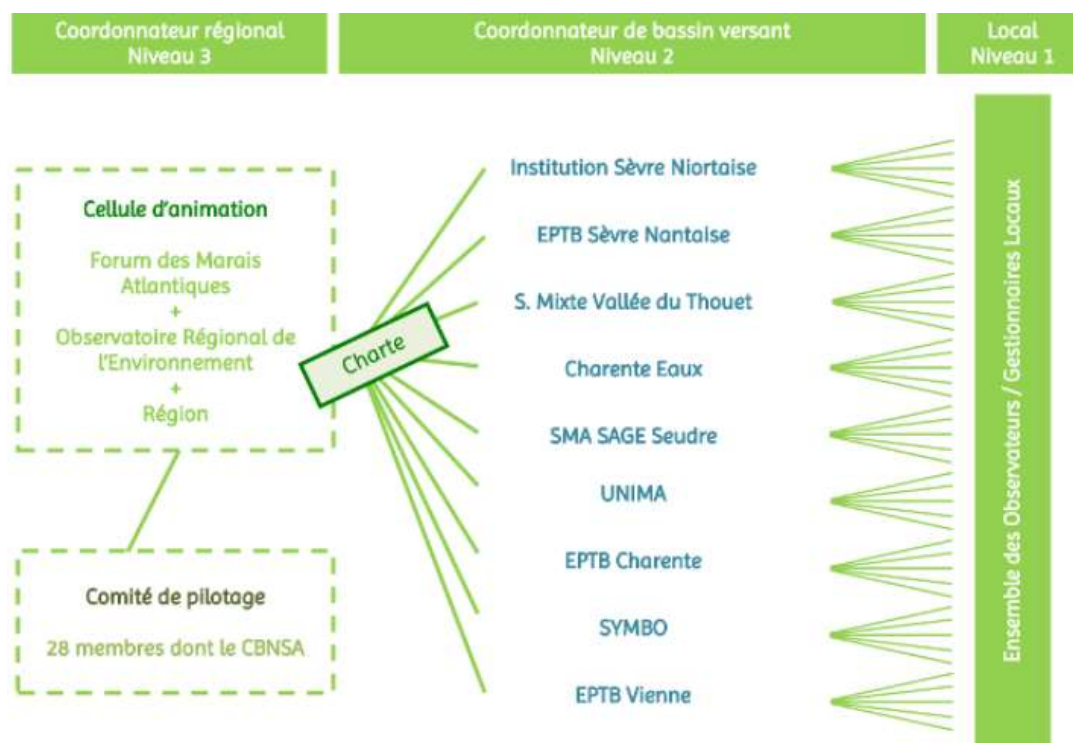 Coordonnateur régional
Niveau 3
Coordonnateur de bassin versant
Niveau 2
Local
Niveau 1
Cellule d'animation
Forum des Marais
Atlantiques
+
Observatoire Régional de
l'Environnement
+
Région
Comité de pilotage
28 membres dont le CBNSA
Charte
Institution Sèvre Niortaise
EPTB Sèvre Nantaise
S. Mixte Vallée du Thouet
Charente Eaux
SMA SAGE Seudre
UNIMA
EPTB Charente
SYMBO
EPTB Vienne
Ensemble des Observateurs / Gestionnaires Locaux